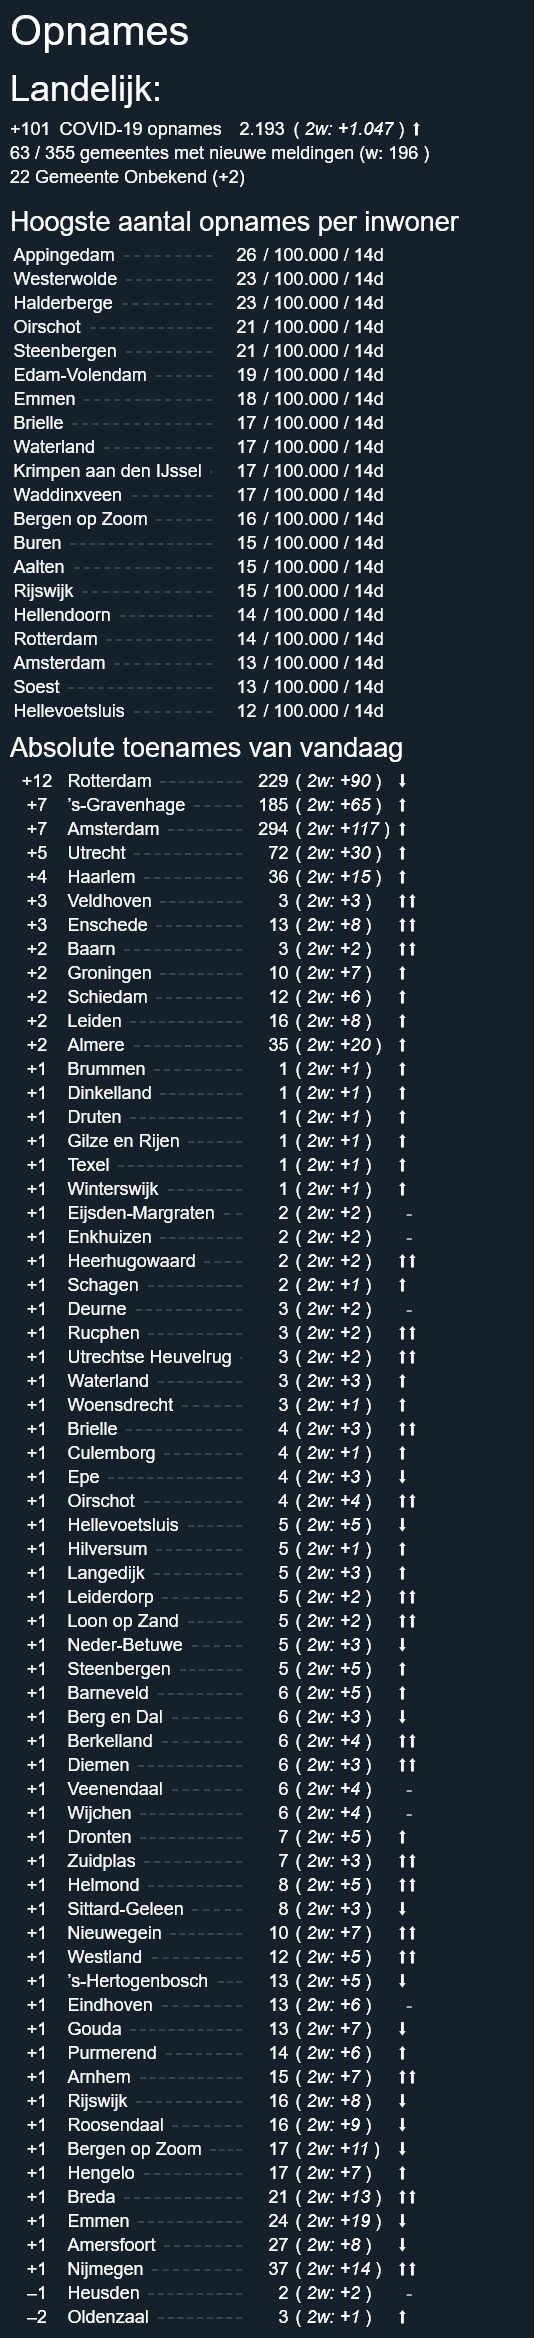 Opnames
Landelijk:
+101 COVID-19 opnames 2.193 ( 2w: +1.047 ) ⬆
63 / 355 gemeentes met nieuwe meldingen (w: 196 )
22 Gemeente Onbekend (+2)
Hoogste aantal opnames per inwoner
Appingedam ---------- 26 / 100.000 / 14d
Westerwolde ---------- 23 / 100.000 / 14d
Halderberge ---------- 23 / 100.000 / 14d
Oirschot -------------- 21 / 100.000 / 14d
Steenbergen ---------- 21 / 100.000 / 14d
Edam-Volendam ------- 19 / 100.000 / 14d
Emmen --------------- 18 / 100.000 / 14d
Brielle ---------------- 17 / 100.000 / 14d
Waterland ------------ 17 / 100.000 / 14d
Krimpen aan den IJssel - 17 / 100.000 / 14d
Waddinxveen --------- 17 / 100.000 / 14d
Bergen op Zoom ------- 16 / 100.000 / 14d
Buren ---------------- 15 / 100.000 / 14d
Aalten ---------------- 15 / 100.000 / 14d
Rijswijk --------------- 15 / 100.000 / 14d
Hellendoorn ----------- 14 / 100.000 / 14d
Rotterdam ------------ 14 / 100.000 / 14d
Amsterdam ----------- 13 / 100.000 / 14d
Soest ----------------- 13 / 100.000 / 14d
Hellevoetsluis --------- 12 / 100.000 / 14d
Absolute toenames van vandaag
+12 Rotterdam ---------- 229 ( 2w: +90 ) ⬇
+7 's-Gravenhage ------ 185 ( 2w: +65 ) ⬆
+7 Amsterdam --------- 294 ( 2w: +117 ) ⬆
+5 Utrecht ------------- 72 ( 2w: +30 ) ⬆
+4 Haarlem ------------ 36 ( 2w: +15 ) ⬆
+3 Veldhoven ---------- 3 ( 2w: +3 ) ⬆⬆
+3 Enschede ----------- 13 ( 2w: +8 ) ⬆⬆
+2 Baarn -------------- 3 ( 2w: +2 ) ⬆⬆
+2 Groningen ---------- 10 ( 2w: +7 ) ⬆
+2 Schiedam ----------- 12 ( 2w: +6 ) ⬆
+2 Leiden -------------- 16 ( 2w: +8 ) ⬆
+2 Almere ------------- 35 ( 2w: +20 ) ⬆
+1 Brummen ---------- 1 ( 2w: +1 ) ⬆
+1 Dinkelland ---------- 1 ( 2w: +1 ) ⬆
+1 Druten ------------- 1 ( 2w: +1 ) ⬆
+1 Gilze en Rijen ------ 1 ( 2w: +1 ) ⬆
+1 Texel -------------- 1 ( 2w: +1 ) ⬆
+1 Winterswijk --------- 1 ( 2w: +1 ) ⬆
+1 Eijsden-Margraten -- 2 ( 2w: +2 ) -
+1 Enkhuizen ---------- 2 ( 2w: +2 ) -
+1 Heerhugowaard ---- 2 ( 2w: +2 ) ⬆⬆
+1 Schagen ----------- 2 ( 2w: +1 ) ⬆
+1 Deurne ------------- 3 ( 2w: +2 ) -
+1 Rucphen ----------- 3 ( 2w: +2 ) ⬆⬆
+1 Utrechtse Heuvelrug - 3 ( 2w: +2 ) ⬆⬆
+1 Waterland ---------- 3 ( 2w: +3 ) ⬆
+1 Woensdrecht ------- 3 ( 2w: +1 ) ⬆
+1 Brielle -------------- 4 ( 2w: +3 ) ⬆⬆
+1 Culemborg --------- 4 ( 2w: +1 ) ⬆
+1 Epe --------------- 4 ( 2w: +3 ) ⬇
+1 Oirschot ------------ 4 ( 2w: +4 ) ⬆⬆
+1 Hellevoetsluis ------- 5 ( 2w: +5 ) ⬇
+1 Hilversum ---------- 5 ( 2w: +1 ) ⬆
+1 Langedijk ----------- 5 ( 2w: +3 ) ⬆
+1 Leiderdorp ---------- 5 ( 2w: +2 ) ⬆⬆
+1 Loon op Zand ------ 5 ( 2w: +2 ) ⬆⬆
+1 Neder-Betuwe ------ 5 ( 2w: +3 ) ⬇
+1 Steenbergen ------- 5 ( 2w: +5 ) ⬆
+1 Barneveld ---------- 6 ( 2w: +5 ) ⬆
+1 Berg en Dal --------- 6 ( 2w: +3 ) ⬇
+1 Berkelland ---------- 6 ( 2w: +4 ) ⬆⬆
+1 Diemen ------------ 6 ( 2w: +3 ) ⬆⬆
+1 Veenendaal --------- 6 ( 2w: +4 ) -
+1 Wijchen ------------ 6 ( 2w: +4 ) -
+1 Dronten ------------ 7 ( 2w: +5 ) ⬆
+1 Zuidplas ------------ 7 ( 2w: +3 ) ⬆⬆
+1 Helmond ----------- 8 ( 2w: +5 ) ⬆⬆
+1 Sittard-Geleen ------ 8 ( 2w: +3 ) ⬇
+1 Nieuwegein --------- 10 ( 2w: +7 ) ⬆⬆
+1 Westland ----------- 12 ( 2w: +5 ) ⬆⬆
+1 's-Hertogenbosch --- 13 ( 2w: +5 ) ⬇
+1 Eindhoven ---------- 13 ( 2w: +6 ) -
+1 Gouda ------------- 13 ( 2w: +7 ) ⬇
+1 Purmerend --------- 14 ( 2w: +6 ) ⬆
+1 Arnhem ------------ 15 ( 2w: +7 ) ⬆⬆
+1 Rijswijk ------------ 16 ( 2w: +8 ) ⬇
+1 Roosendaal -------- 16 ( 2w: +9 ) ⬇
+1 Bergen op Zoom ---- 17 ( 2w: +11 ) ⬇
+1 Hengelo ------------ 17 ( 2w: +7 ) ⬆
+1 Breda -------------- 21 ( 2w: +13 ) ⬆⬆
+1 Emmen ------------ 24 ( 2w: +19 ) ⬇
+1 Amersfoort ---------- 27 ( 2w: +8 ) ⬇
+1 Nijmegen ----------- 37 ( 2w: +14 ) ⬆⬆
–1 Heusden ----------- 2 ( 2w: +2 ) -
–2 Oldenzaal ---------- 3 ( 2w: +1 ) ⬆